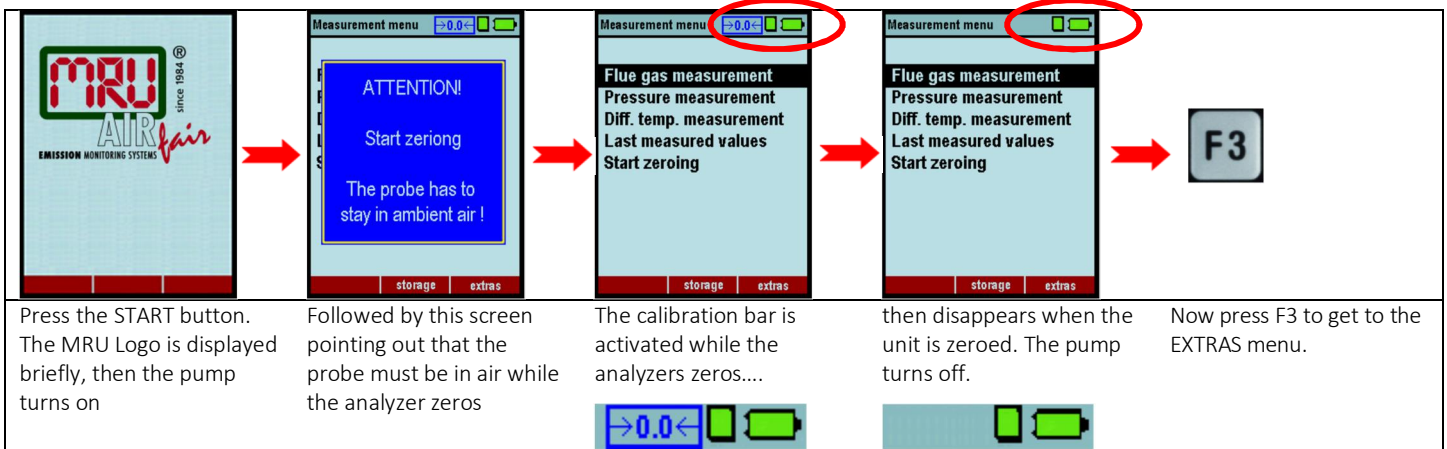 MRU
®
since 1984
AIR
fair
EMISSION MONITORING SYSTEMS
Measurement menu →0.0←
ATTENTION!
Start zeriong
The probe has to
stay in ambient air !
storage extras
Measurement menu →0.0←
Flue gas measurement
Pressure measurement
Diff. temp. measurement
Last measured values
Start zeroing
storage extras
Measurement menu
Flue gas measurement
Pressure measurement
Diff. temp. measurement
Last measured values
Start zeroing
storage extras
F3
Press the START button.
The MRU Logo is displayed
briefly, then the pump
turns on
Followed by this screen
pointing out that the
probe must be in air while
the analyzer zeros
The calibration bar is
activated while the
analyzers zeros....
→0.0←
then disappears when the
unit is zeroed. The pump
turns off.
Now press F3 to get to the
EXTRAS menu.